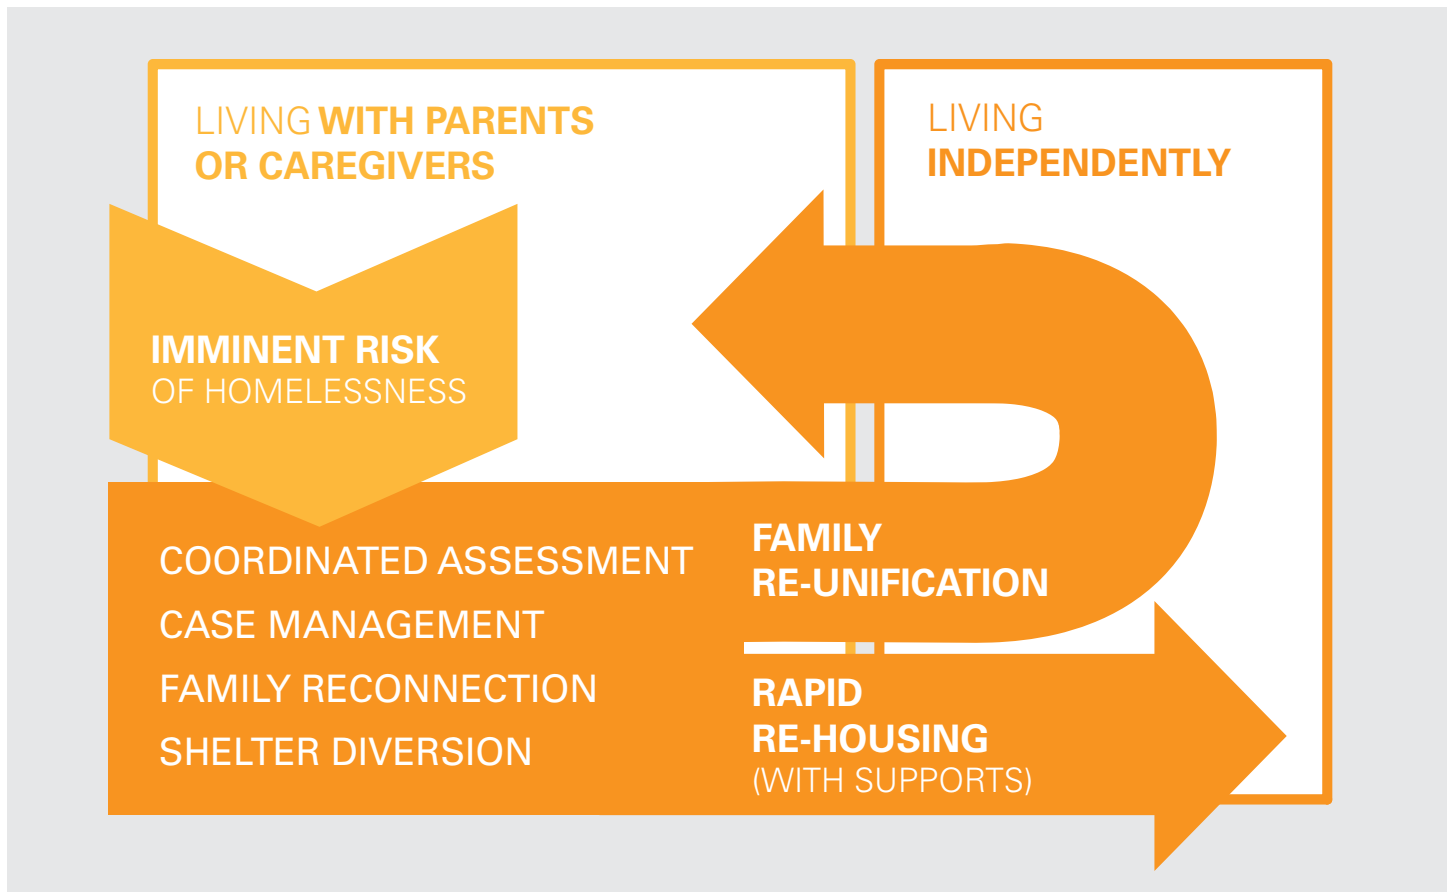 LIVING WITH PARENTS
OR CAREGIVERS
LIVING
INDEPENDENTLY
IMMINENT RISK
OF HOMELESSNESS
COORDINATED ASSESSMENT
CASE MANAGEMENT
FAMILY RECONNECTION
SHELTER DIVERSION
FAMILY
RE-UNIFICATION
RAPID
RE-HOUSING
(WITH SUPPORTS)